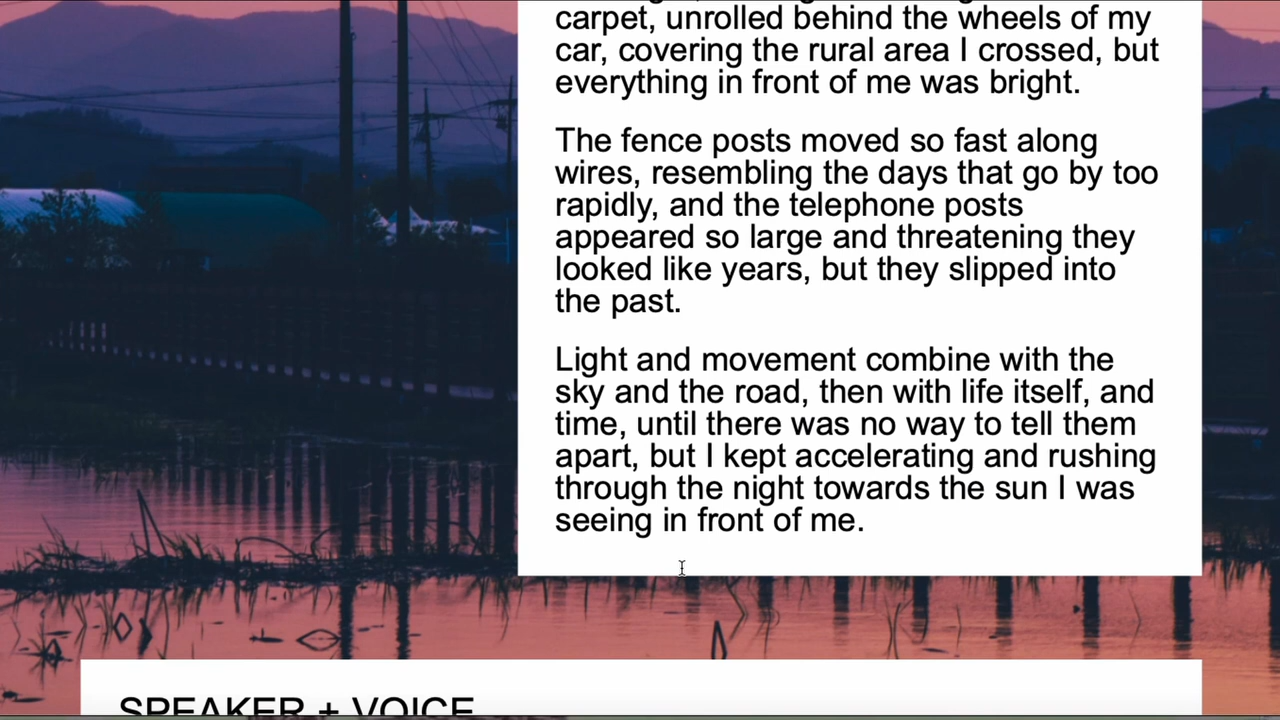 carpet, unrolled behind the wheels of my
car, covering the rural area I crossed, but
everything in front of me was bright.
The fence posts moved so fast along
wires, resembling the days that go by too
rapidly, and the telephone posts
appeared so large and threatening they
looked like years, but they slipped into
the past.
Light and movement combine with the
sky and the road, then with life itself, and
time, until there was no way to tell them
apart, but I kept accelerating and rushing
through the night towards the sun I was
seeing in front of me.
SPEAKER + VOICE